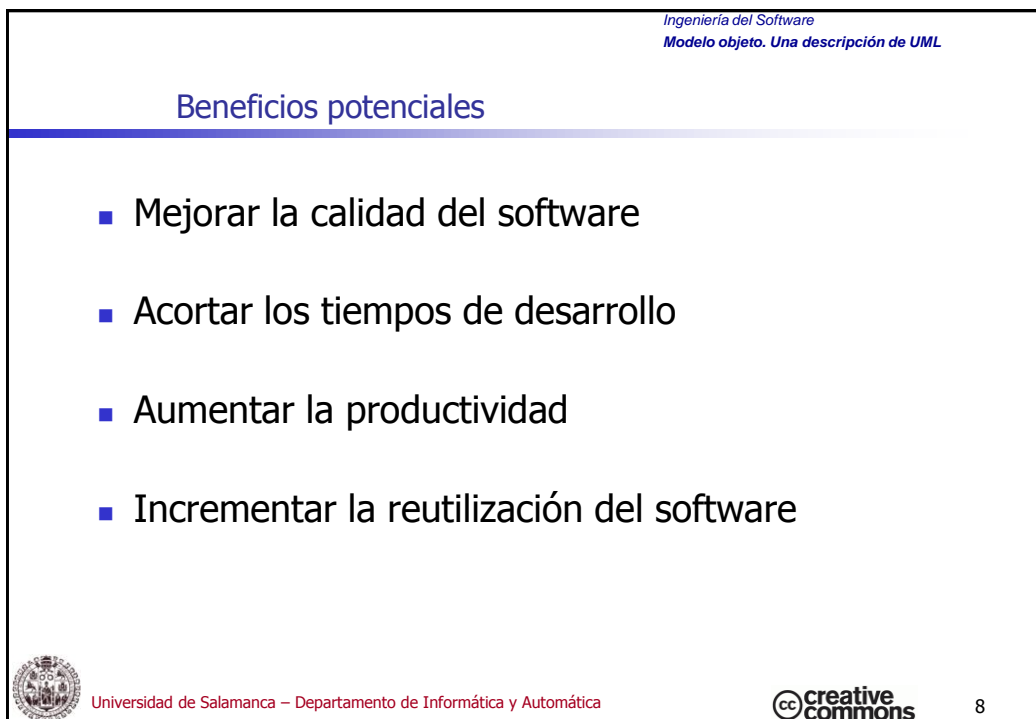 Ingeniería del Software
Modelo objeto. Una descripción de UML
Beneficios potenciales
Mejorar la calidad del software
Acortar los tiempos de desarrollo
Aumentar la productividad
Incrementar la reutilización del software
Universidad de Salamanca – Departamento de Informática y Automática
cc creative
commons
8